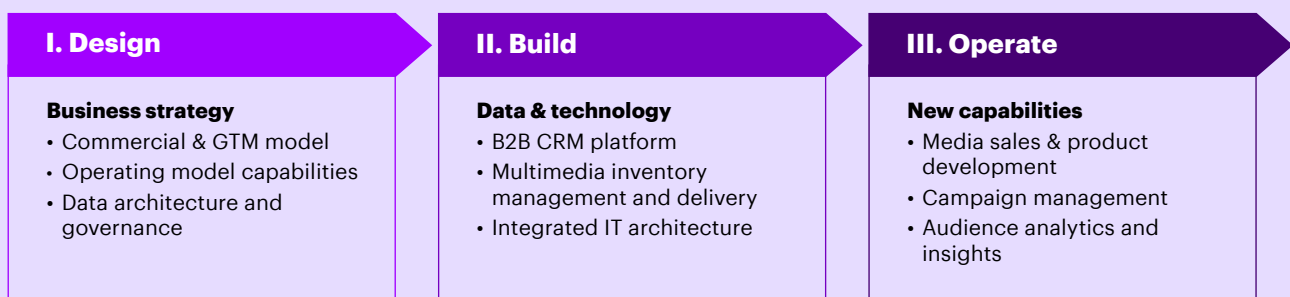 I. Design
Business strategy
• Commercial & GTM model
• Operating model capabilities
• Data architecture and
governance
II. Build
Data & technology
• B2B CRM platform
• Multimedia inventory
management and delivery
• Integrated IT architecture
III. Operate
New capabilities
• Media sales & product
development
• Campaign management
• Audience analytics and
insights